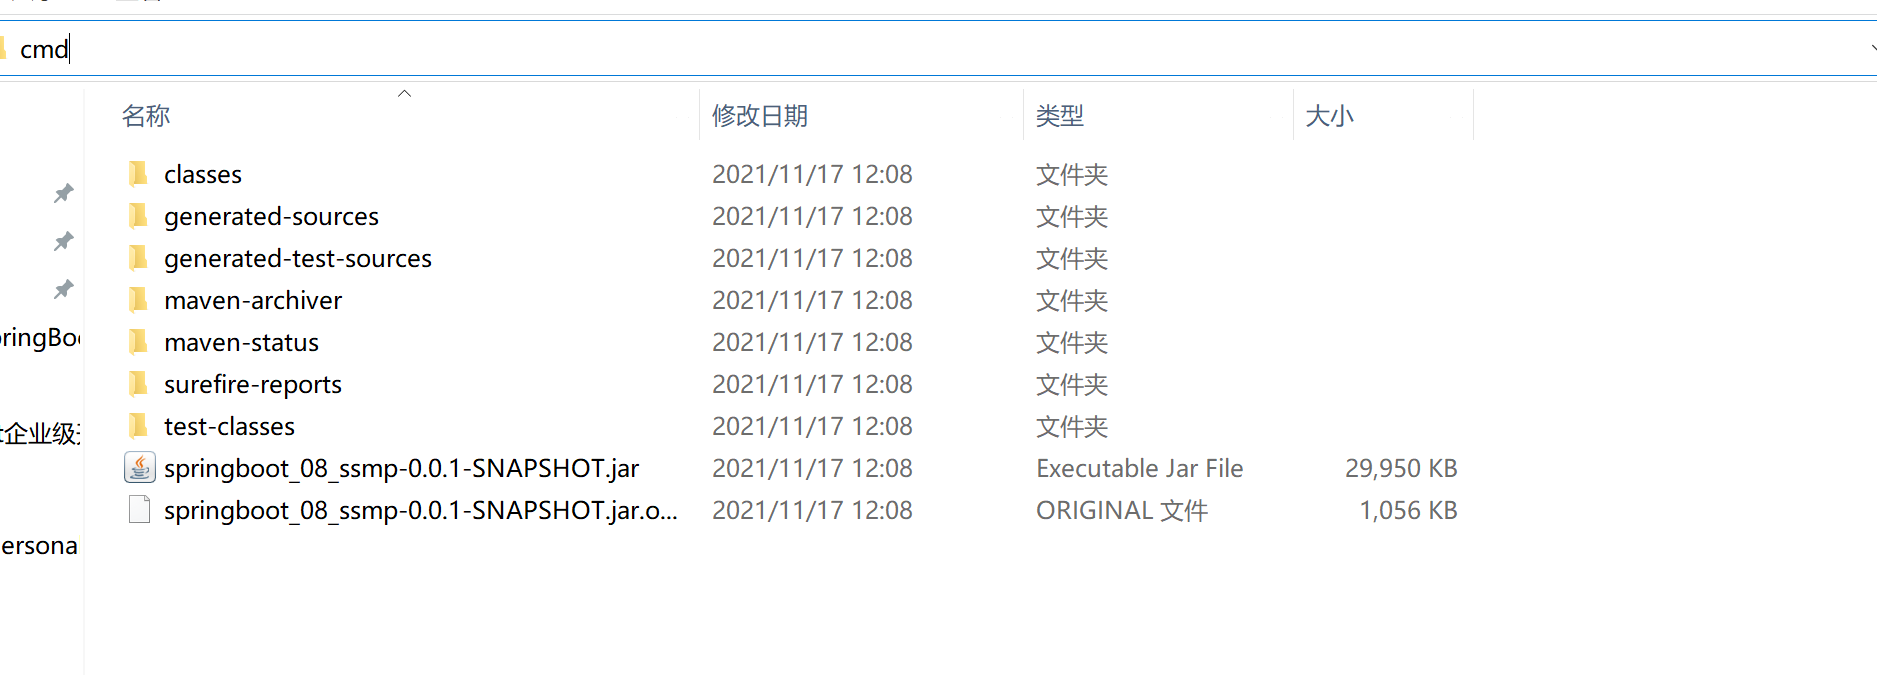 cmd
名称 修改日期 类型 大小
classes 2021/11/17 12:08 文件夹
generated-sources 2021/11/17 12:08 文件夹
generated-test-sources 2021/11/17 12:08 文件夹
maven-archiver 2021/11/17 12:08 文件夹
ringBo
maven-status 2021/11/17 12:08 文件夹
surefire-reports 2021/11/17 12:08 文件夹
t企业级
test-classes 2021/11/17 12:08 文件夹
springboot_08_ssmp-0.0.1-SNAPSHOT.jar 2021/11/17 12:08 Executable Jar File 29,950 KB
springboot_08_ssmp-0.0.1-SNAPSHOT.jar.o... 2021/11/17 12:08 ORIGINAL 文件 1,056 KB
ersona